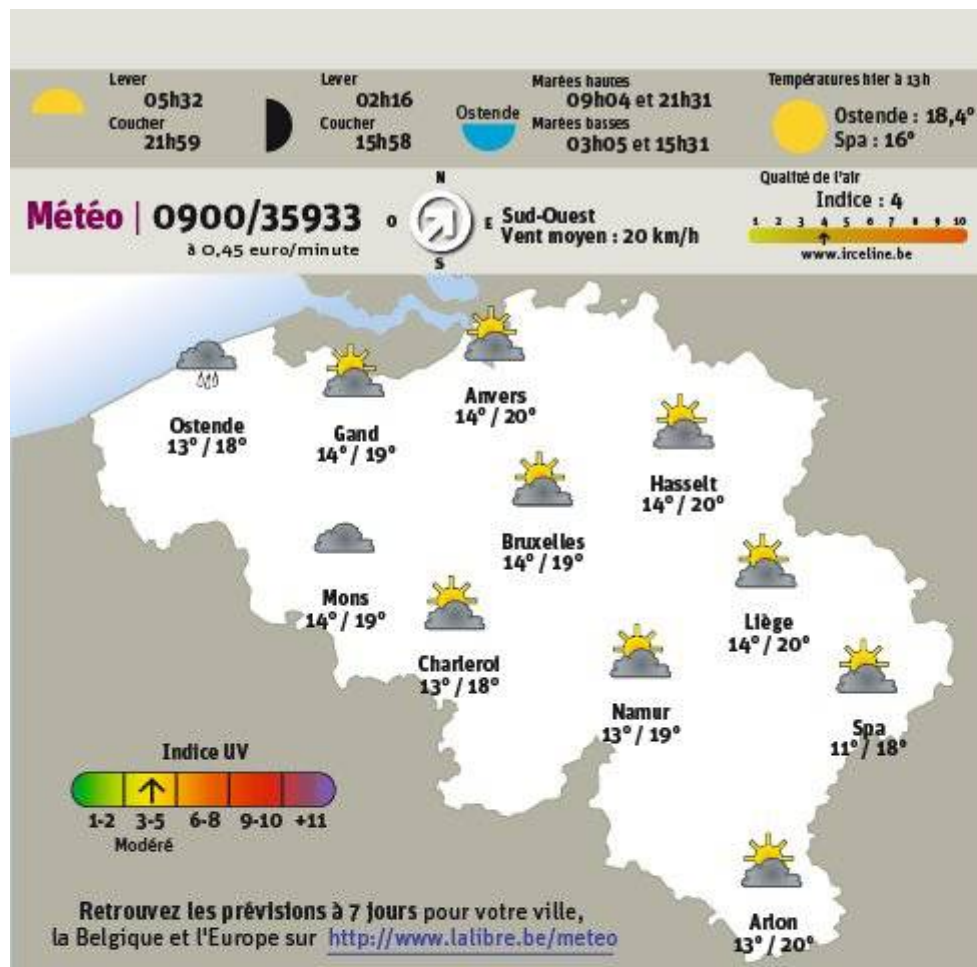 Lever
05h32
Coucher
21h59
Lever
02h16
Coucher
15h58
Ostende
Marées hautes
09h04 et 21h31
Marées basses
03h05 et 15h31
Températures hier à 13h
Ostende : 18,4°
Spa : 16°
Météo | 0900/35933
à 0,45 euro/minute
N
O
E
S
Sud-Ouest
Vent moyen : 20 km/h
Qualité de l'air
Indice : 4
1 2 3 4 5 6 7 8 9 10
www.irceline.be
Ostende
13°/18°
Gand
14°/19°
Anvers
14°/20°
Hasselt
14°/20°
Bruxelles
14°/19°
Mons
14°/19°
Charleroi
13°/18°
Liège
14°/20°
Namur
13°/19°
Spa
11°/18°
Arlon
13°/20°
Indice UV
1-2 3-5 6-8 9-10 +11
Modéré
Retrouvez les prévisions à 7 jours pour votre ville,
la Belgique et l'Europe sur http://www.lalibre.be/meteo